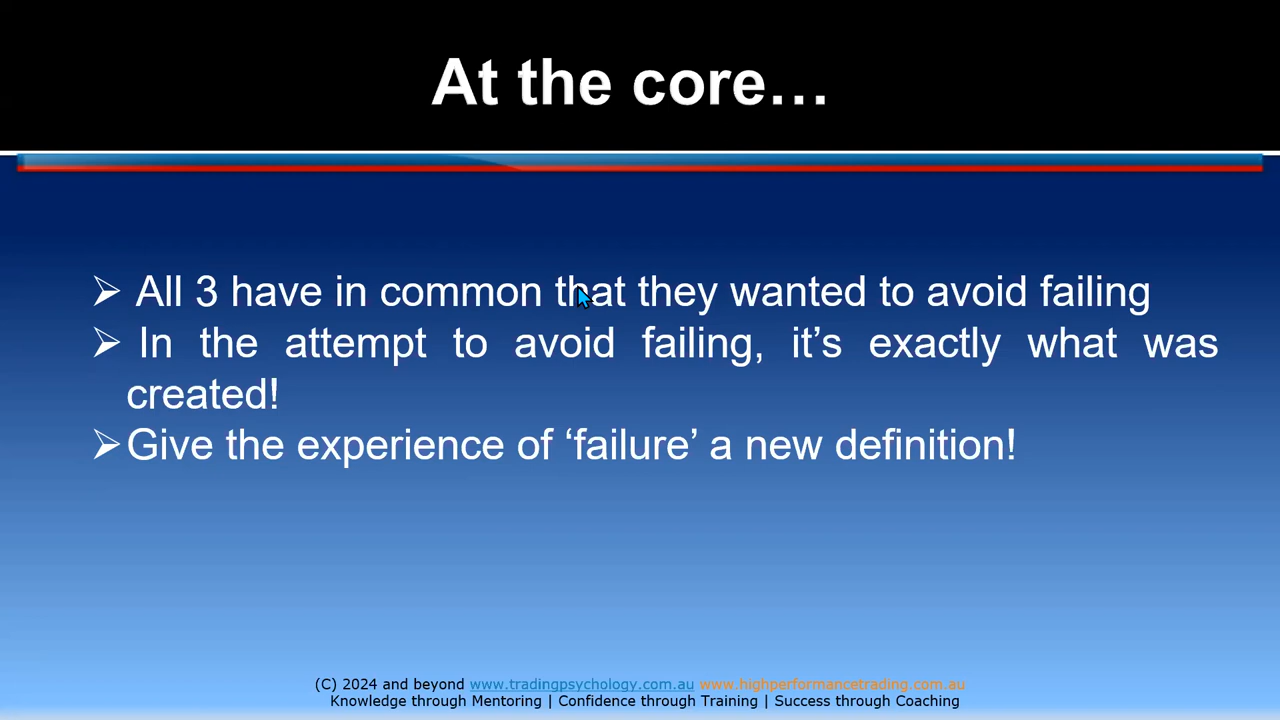 At the core…
➢ All 3 have in common that they wanted to avoid failing
➢ In the attempt to avoid failing, it’s exactly what was
created!
➢Give the experience of ‘failure’ a new definition!
(C) 2024 and beyond www.tradingpsychology.com.au www.highperformancetrading.com.au
Knowledge through Mentoring | Confidence through Training | Success through Coaching